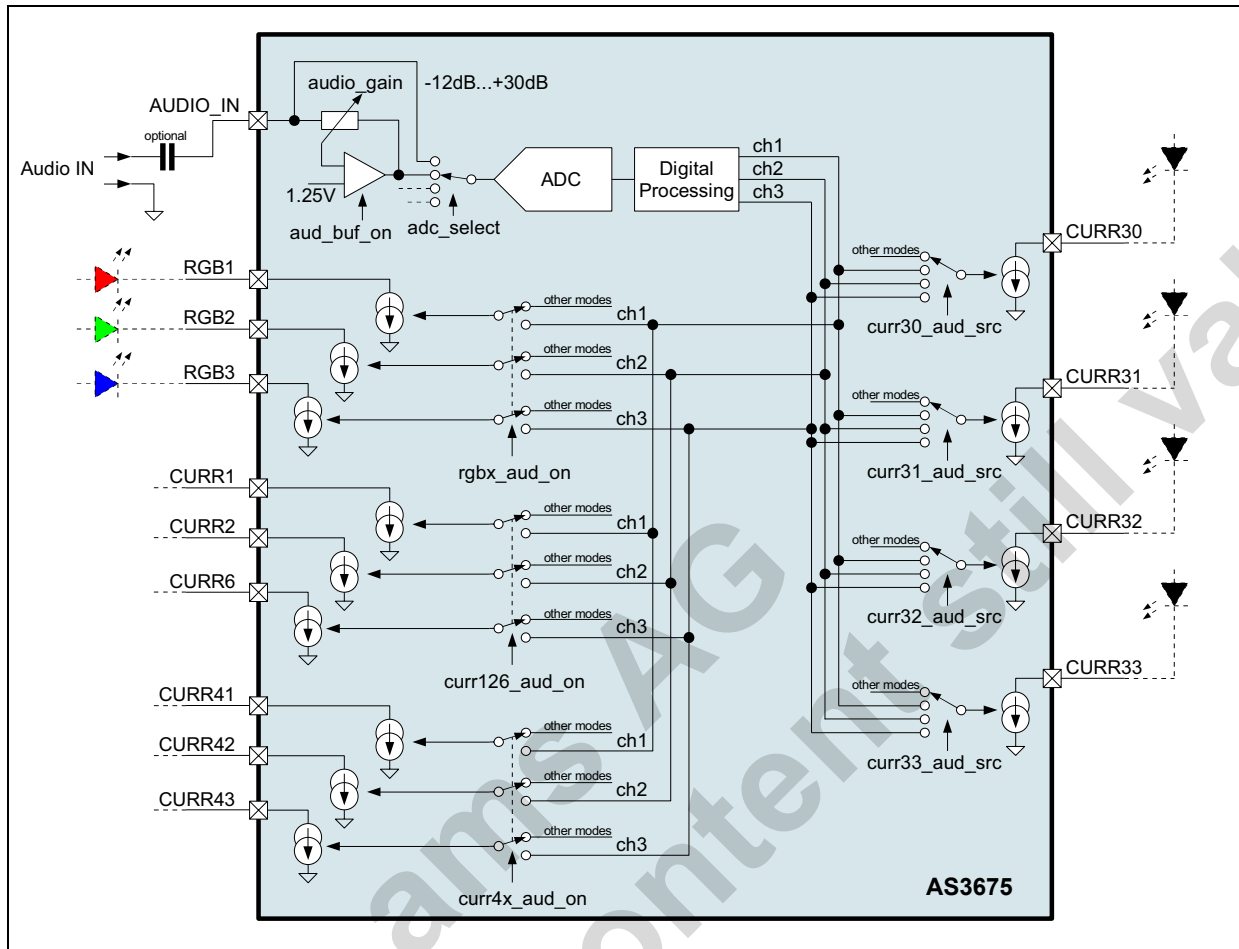 audio_gain
-12dB...+30dB
AUDIO_IN
optional
Audio IN
1.25V
aud_buf_on
adc_select
ADC
Digital
Processing
ch1
ch2
ch3
RGB1
RGB2
RGB3
other modes
ch1
other modes
ch2
other modes
ch3
rgbx_aud_on
CURR1
CURR2
CURR6
other modes
ch1
other modes
ch2
other modes
ch3
curr126_aud_on
CURR41
CURR42
CURR43
other modes
ch1
other modes
ch2
other modes
ch3
curr4x_aud_on
other modes
curr30_aud_src
CURR30
other modes
curr31_aud_src
CURR31
other modes
curr32_aud_src
CURR32
other modes
curr33_aud_src
CURR33
AS3675
ams AG
still